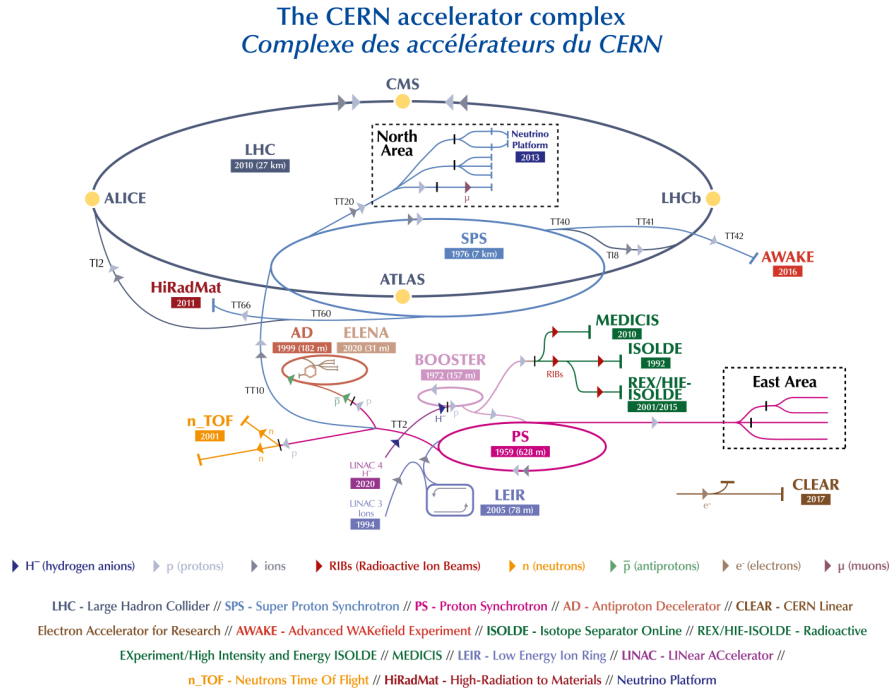 The CERN accelerator complex
Complexe des accélérateurs du CERN
CMS
North
Area
Neutrino
Platform
2013
LHC
2010 (27 km)
μ
ALICE
LHCb
TT20
TT40
TT41
TT42
SPS
1976 (7 km)
TI8
AWAKE
2016
TI2
ATLAS
HiRadMat
2011
TT66
TT60
AD
1999 (182 m)
ELENA
2020 (31 m)
MEDICIS
2010
BOOSTER
1972 (157 m)
ISOLDE
1992
RIBs
REX/HIE-
ISOLDE
2001/2015
East Area
TT10
p̅
p
H⁻
p
TT2
n_TOF
2001
n
n
p
PS
1959 (628 m)
LINAC 4
H⁻
2020
LINAC 3
Ions
1994
LEIR
2005 (78 m)
CLEAR
2017
e-
H⁻ (hydrogen anions) p (protons) ions RIBs (Radioactive Ion Beams) n (neutrons) p̅ (antiprotons) e- (electrons) μ (muons)
LHC - Large Hadron Collider // SPS - Super Proton Synchrotron // PS - Proton Synchrotron // AD - Antiproton Decelerator // CLEAR - CERN Linear
Electron Accelerator for Research // AWAKE - Advanced WAKefield Experiment // ISOLDE - Isotope Separator OnLine // REX/HIE-ISOLDE - Radioactive
EXperiment/High Intensity and Energy ISOLDE // MEDICIS // LEIR - Low Energy Ion Ring // LINAC - LINear ACcelerator //
n_TOF - Neutrons Time Of Flight // HiRadMat - High-Radiation to Materials // Neutrino Platform